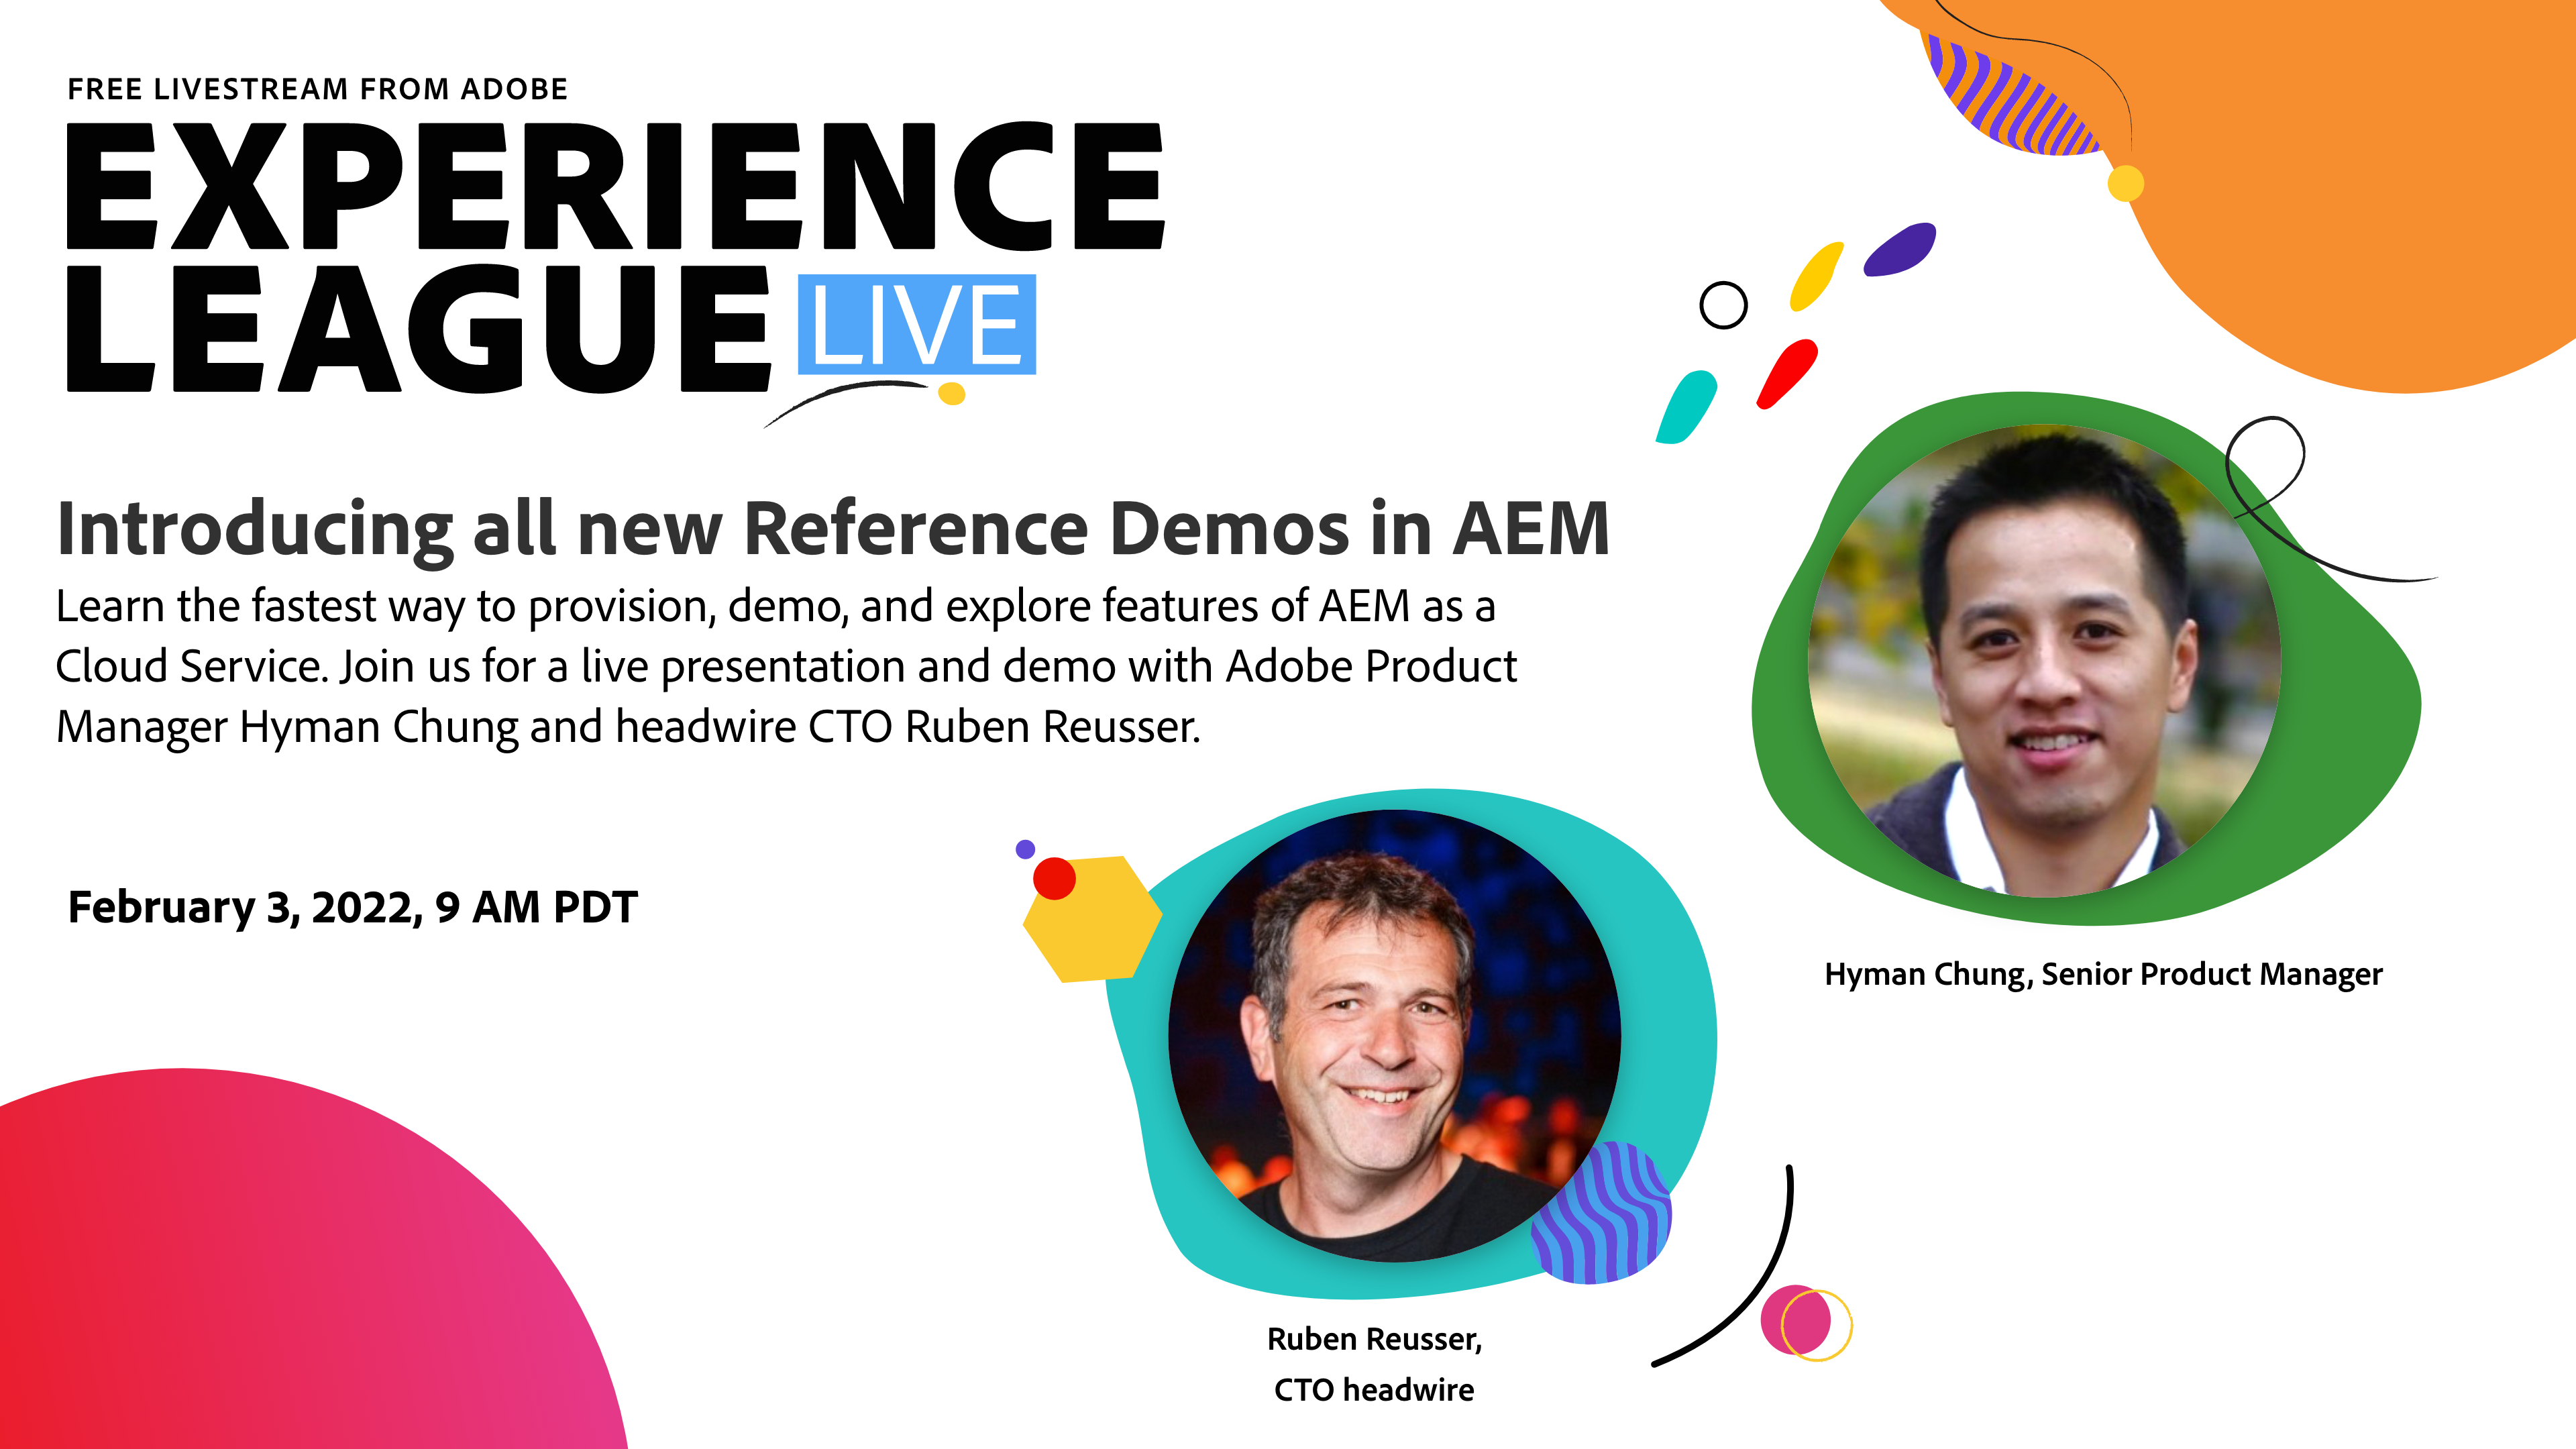 FREE LIVESTREAM FROM ADOBE
EXPERIENCE
LEAGUE LIVE
Introducing all new Reference Demos in AEM
Learn the fastest way to provision, demo, and explore features of AEM as a
Cloud Service. Join us for a live presentation and demo with Adobe Product
Manager Hyman Chung and headwire CTO Ruben Reusser.
February 3, 2022, 9 AM PDT
Hyman Chung, Senior Product Manager
Ruben Reusser,
CTO headwire